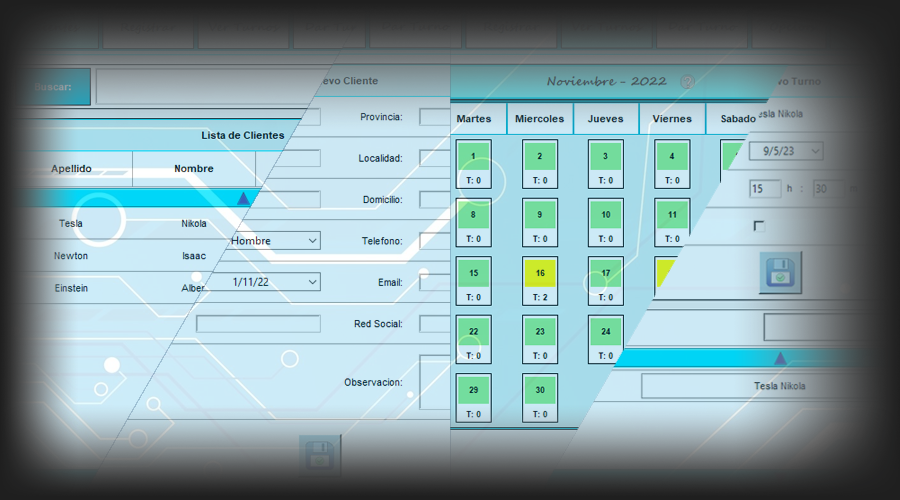 Buscar:
Lista de Clientes
Apellido Nombre
Tesla Nikola
Newton Isaac
Einstein Alber
evo Cliente
Provincia:
Localidad:
Domicilio:
Hombre Telefono:
1/11/22 Email:
Red Social:
Observacion:
Noviembre - 2022
Martes Miercoles Jueves Viernes Sabado
1 2 3 4
T: 0 T: 0 T: 0 T: 0
8 9 10 11
T: 0 T: 0 T: 0 T: 0
15 16 17
T: 0 T: 2 T: 0
22 23 24
T: 0 T: 0 T: 0
29 30
T: 0 T: 0
vo Turno
esla Nikola
9/5/23
15 h : 30
Tesla Nikola